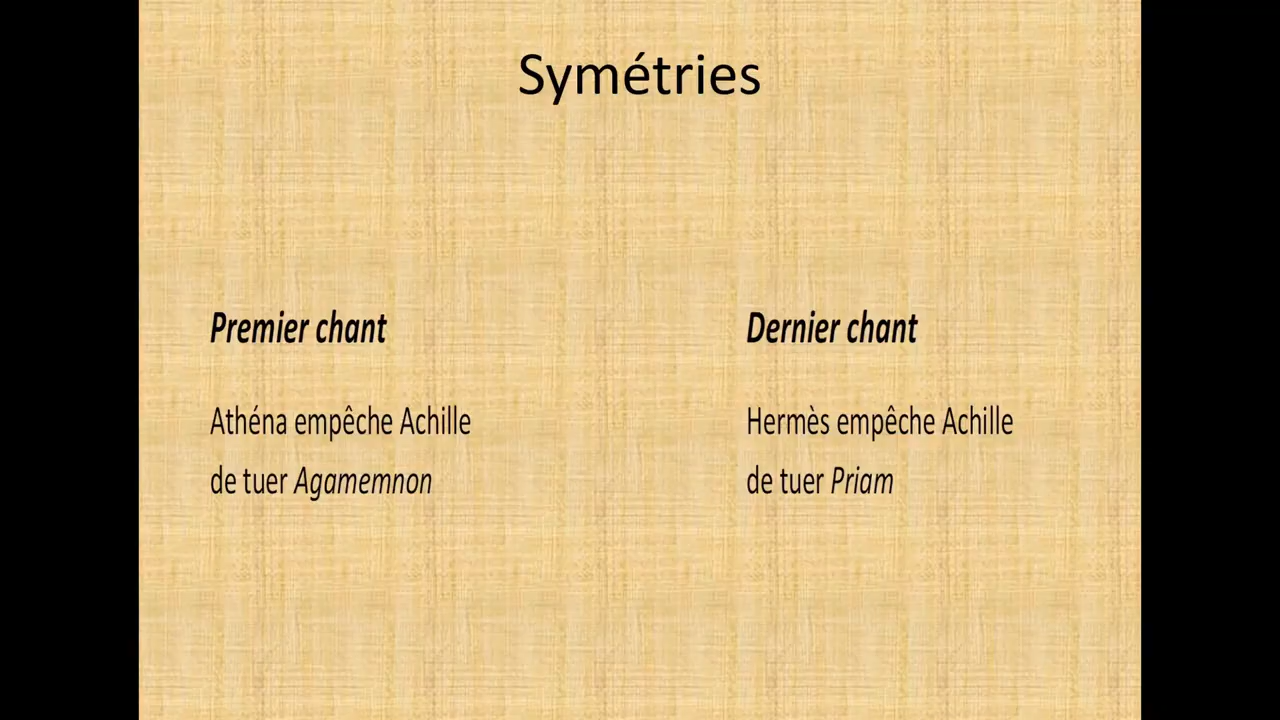 Symétries
Premier chant
Athéna empêche Achille
de tuer Agamemnon
Dernier chant
Hermès empêche Achille
de tuer Priam